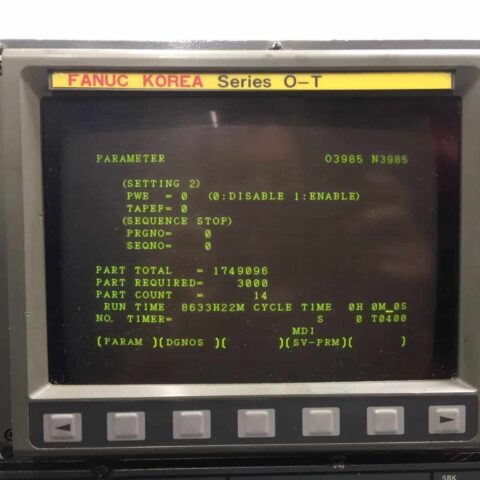 FANUC KOREA Series O-T
PARAMETER O3985 N3985
(SETTING 2)
PWE = 0 (0:DISABLE 1:ENABLE)
TAPEF= 0
(SEQUENCE STOP)
PRGNO= 0
SEQNO= 0
PART TOTAL = 1749096
PART REQUIRED= 3000
PART COUNT = 14
RUN TIME 8633H22M CYCLE TIME 0H 0M_0S
NO. TIMER= S 0 T0400
MDI
(PARAM )(DGNOS )( )(SV-PRM)( )
SBK